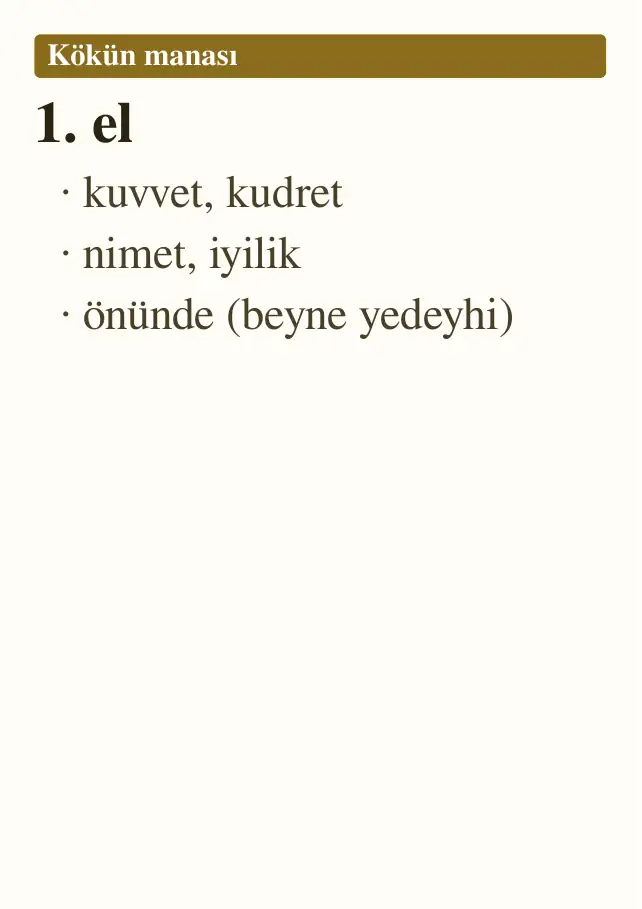 Kökün manası
1. el
· kuvvet, kudret
· nimet, iyilik
· önünde (beyne yedeyhi)